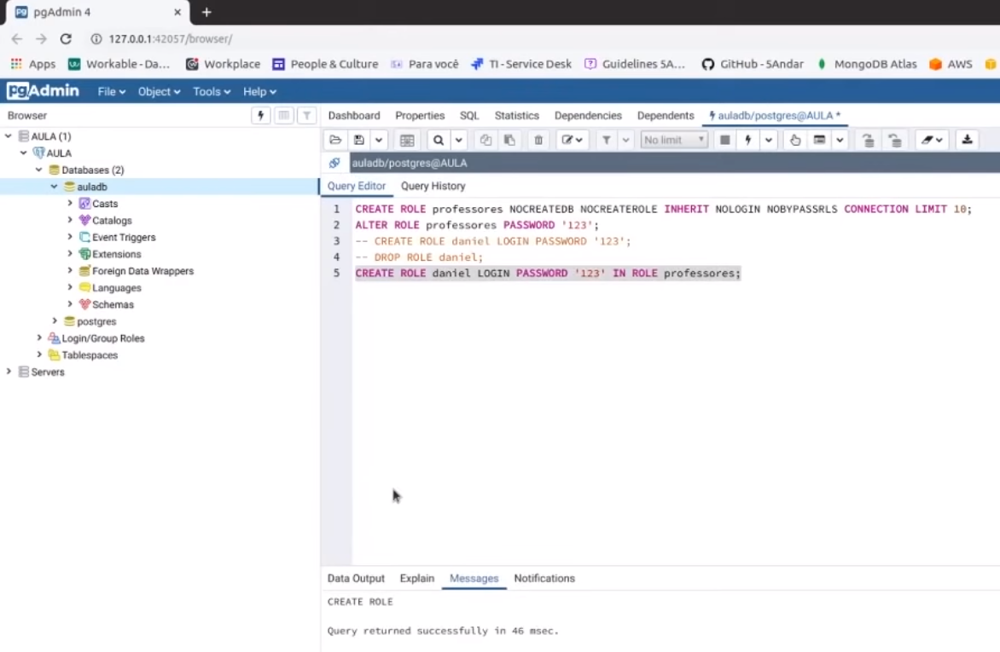 pgAdmin 4
127.0.0.1:42057/browser/
Apps Workable - Da... Workplace People & Culture Para você TI - Service Desk Guidelines SA... GitHub - SAndar MongoDB Atlas AWS
pgAdmin File Object Tools Help
Browser
Dashboard Properties SQL Statistics Dependencies Dependents auladb/postgres@AULA *
No limit
auladb/postgres@AULA
Query Editor Query History
AULA (1)
AULA
Databases (2)
auladb
Casts
Catalogs
Event Triggers
Extensions
Foreign Data Wrappers
Languages
Schemas
postgres
Login/Group Roles
Tablespaces
Servers
1 CREATE ROLE professores NOCREATEDB NOCREATEROLE INHERIT NOLOGIN NOBYPASSRLS CONNECTION LIMIT 10;
2 ALTER ROLE professores PASSWORD '123';
3 -- CREATE ROLE daniel LOGIN PASSWORD '123';
4 -- DROP ROLE daniel;
5 CREATE ROLE daniel LOGIN PASSWORD '123' IN ROLE professores;
Data Output Explain Messages Notifications
CREATE ROLE
Query returned successfully in 46 msec.